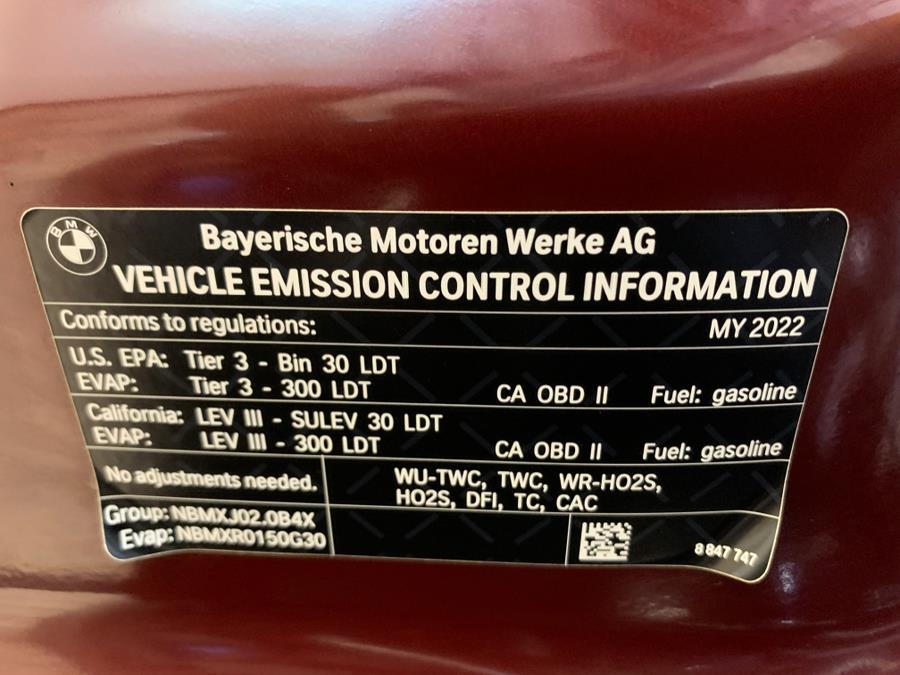 BMW
Bayerische Motoren Werke AG
VEHICLE EMISSION CONTROL INFORMATION
Conforms to regulations: MY 2022
U.S. EPA: Tier 3 - Bin 30 LDT
EVAP: Tier 3 - 300 LDT CA OBD II Fuel: gasoline
California: LEV III - SULEV 30 LDT
EVAP: LEV III - 300 LDT CA OBD II Fuel: gasoline
No adjustments needed.
WU-TWC, TWC, WR-HO2S,
HO2S, DFI, TC, CAC
Group: NBMXJ02.0B4X
Evap: NBMXR0150G30
8 847 747